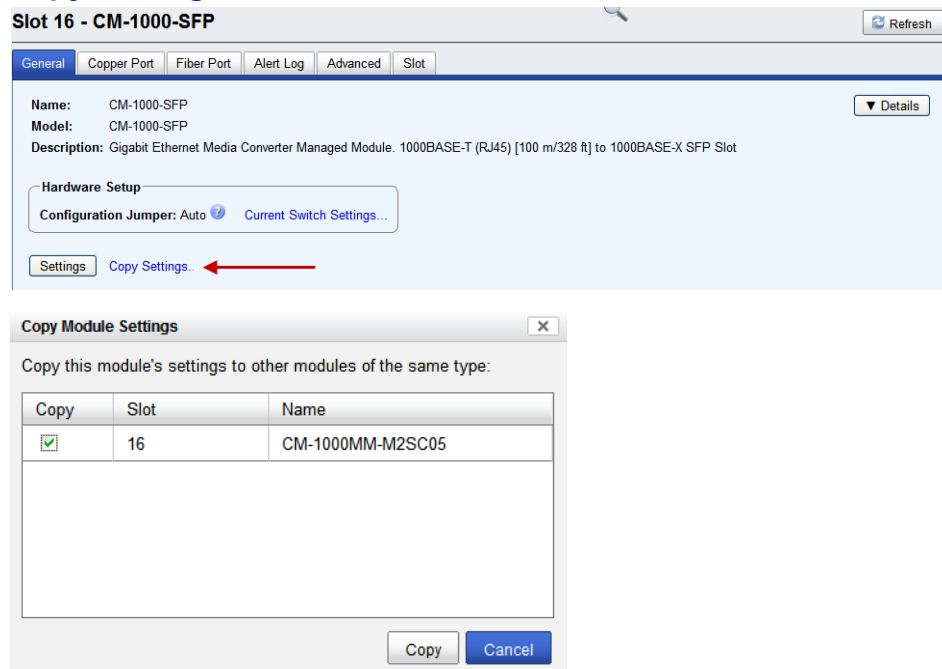 Slot 16 - CM-1000-SFP
Refresh
General Copper Port Fiber Port Alert Log Advanced Slot
Name: CM-1000-SFP
▼ Details
Model: CM-1000-SFP
Description: Gigabit Ethernet Media Converter Managed Module. 1000BASE-T (RJ45) [100 m/328 ft] to 1000BASE-X SFP Slot
Hardware Setup
Configuration Jumper: Auto ? Current Switch Settings...
Settings Copy Settings..
Copy Module Settings
Copy this module's settings to other modules of the same type:
Copy Slot Name
16 CM-1000MM-M2SC05
Copy Cancel